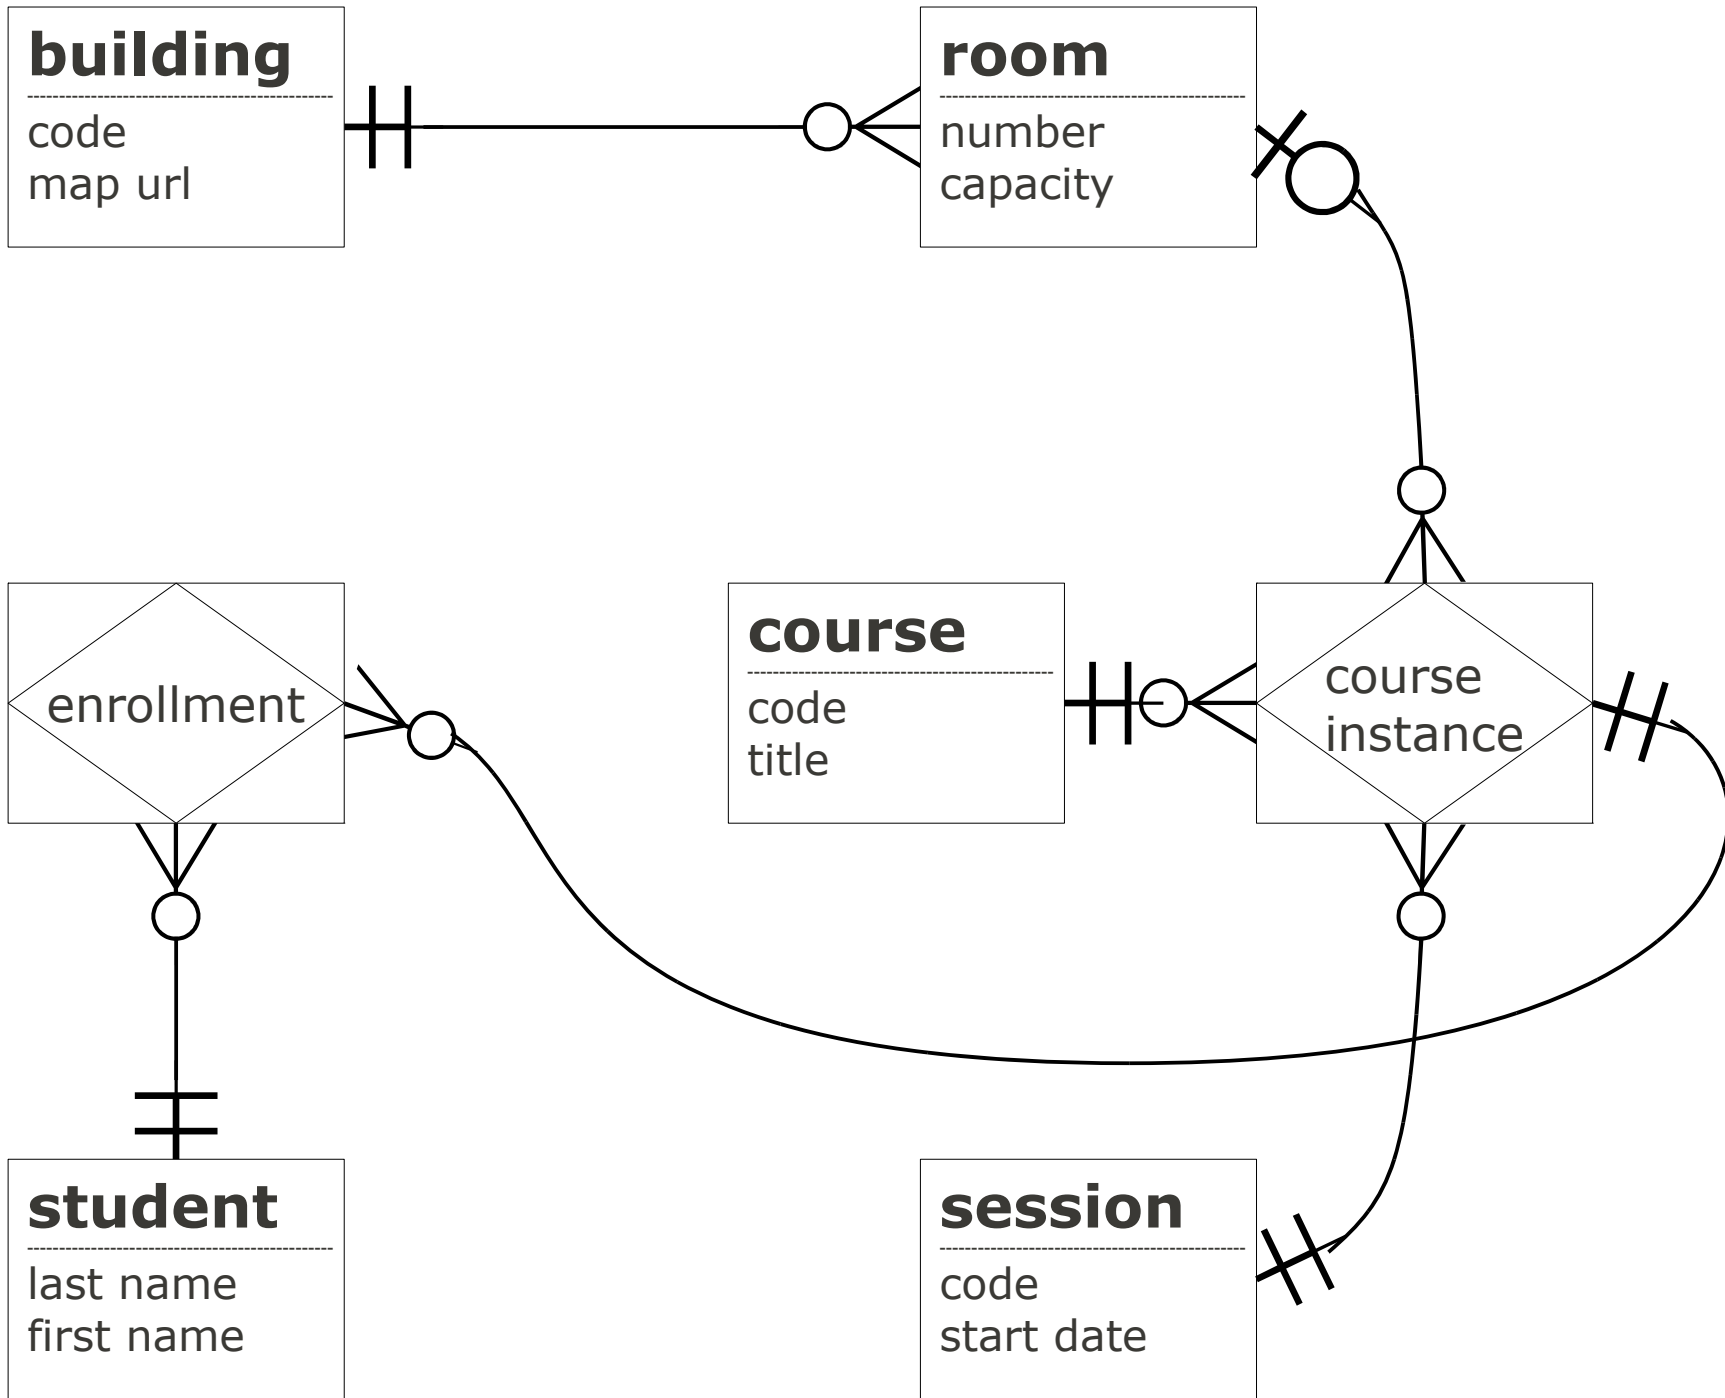 building
code
map url
room
number
capacity
enrollment
course
code
title
course
instance
student
last name
first name
session
code
start date